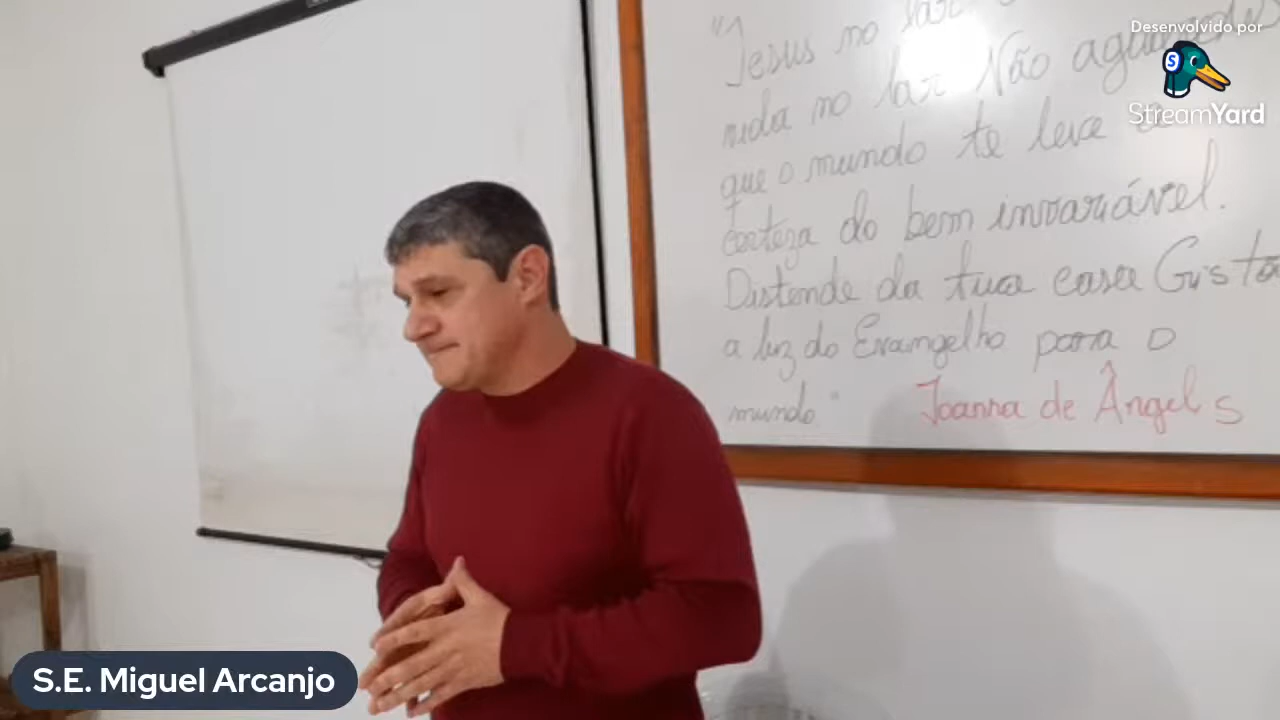 Desenvolvido por
StreamYard
"Jesus no lar
vida no lar Não aguardes
que o mundo te leve a
certeza do bem invariável.
Distende da tua casa Cristã
a luz do Evangelho para o
mundo"
Joanna de Ângelis
S.E. Miguel Arcanjo